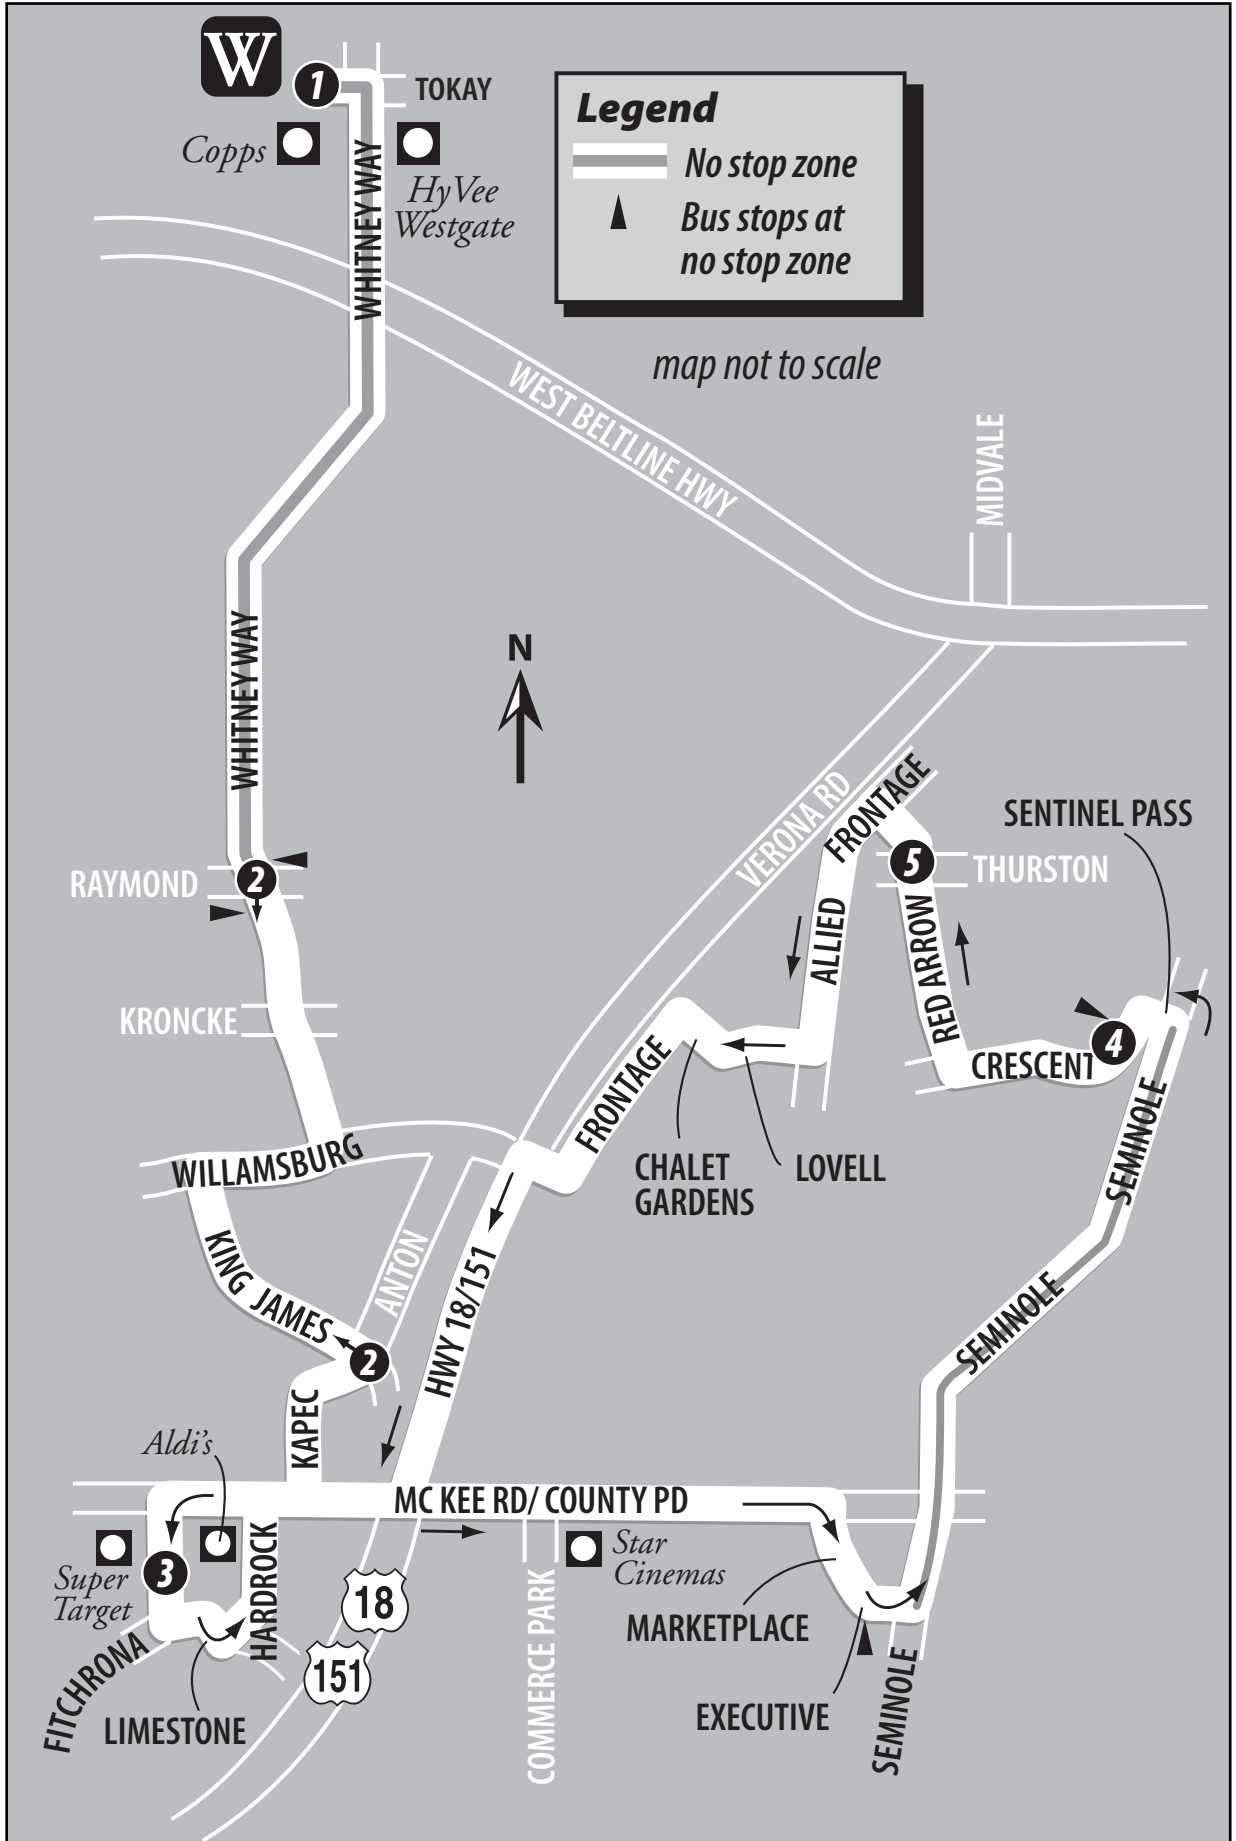 W
1
TOKAY
Copps
HyVee
Westgate
WHITNEY WAY
Legend
No stop zone
Bus stops at
no stop zone
map not to scale
WEST BELTLINE HWY
MIDVALE
WHITNEY WAY
N
VERONA RD
FRONTAGE
SENTINEL PASS
RAYMOND
2
5
THURSTON
ALLIED
RED ARROW
KRONCKE
4
CRESCENT
FRONTAGE
SEMINOLE
WILLAMSBURG
CHALET
GARDENS
LOVELL
KING JAMES
ANTON
HWY 18/151
SEMINOLE
2
KAPEC
Aldi's
MC KEE RD/ COUNTY PD
Super
Target
3
HARDROCK
Star
Cinemas
18
151
COMMERCE PARK
MARKETPLACE
FITCHRONA
LIMESTONE
EXECUTIVE
SEMINOLE